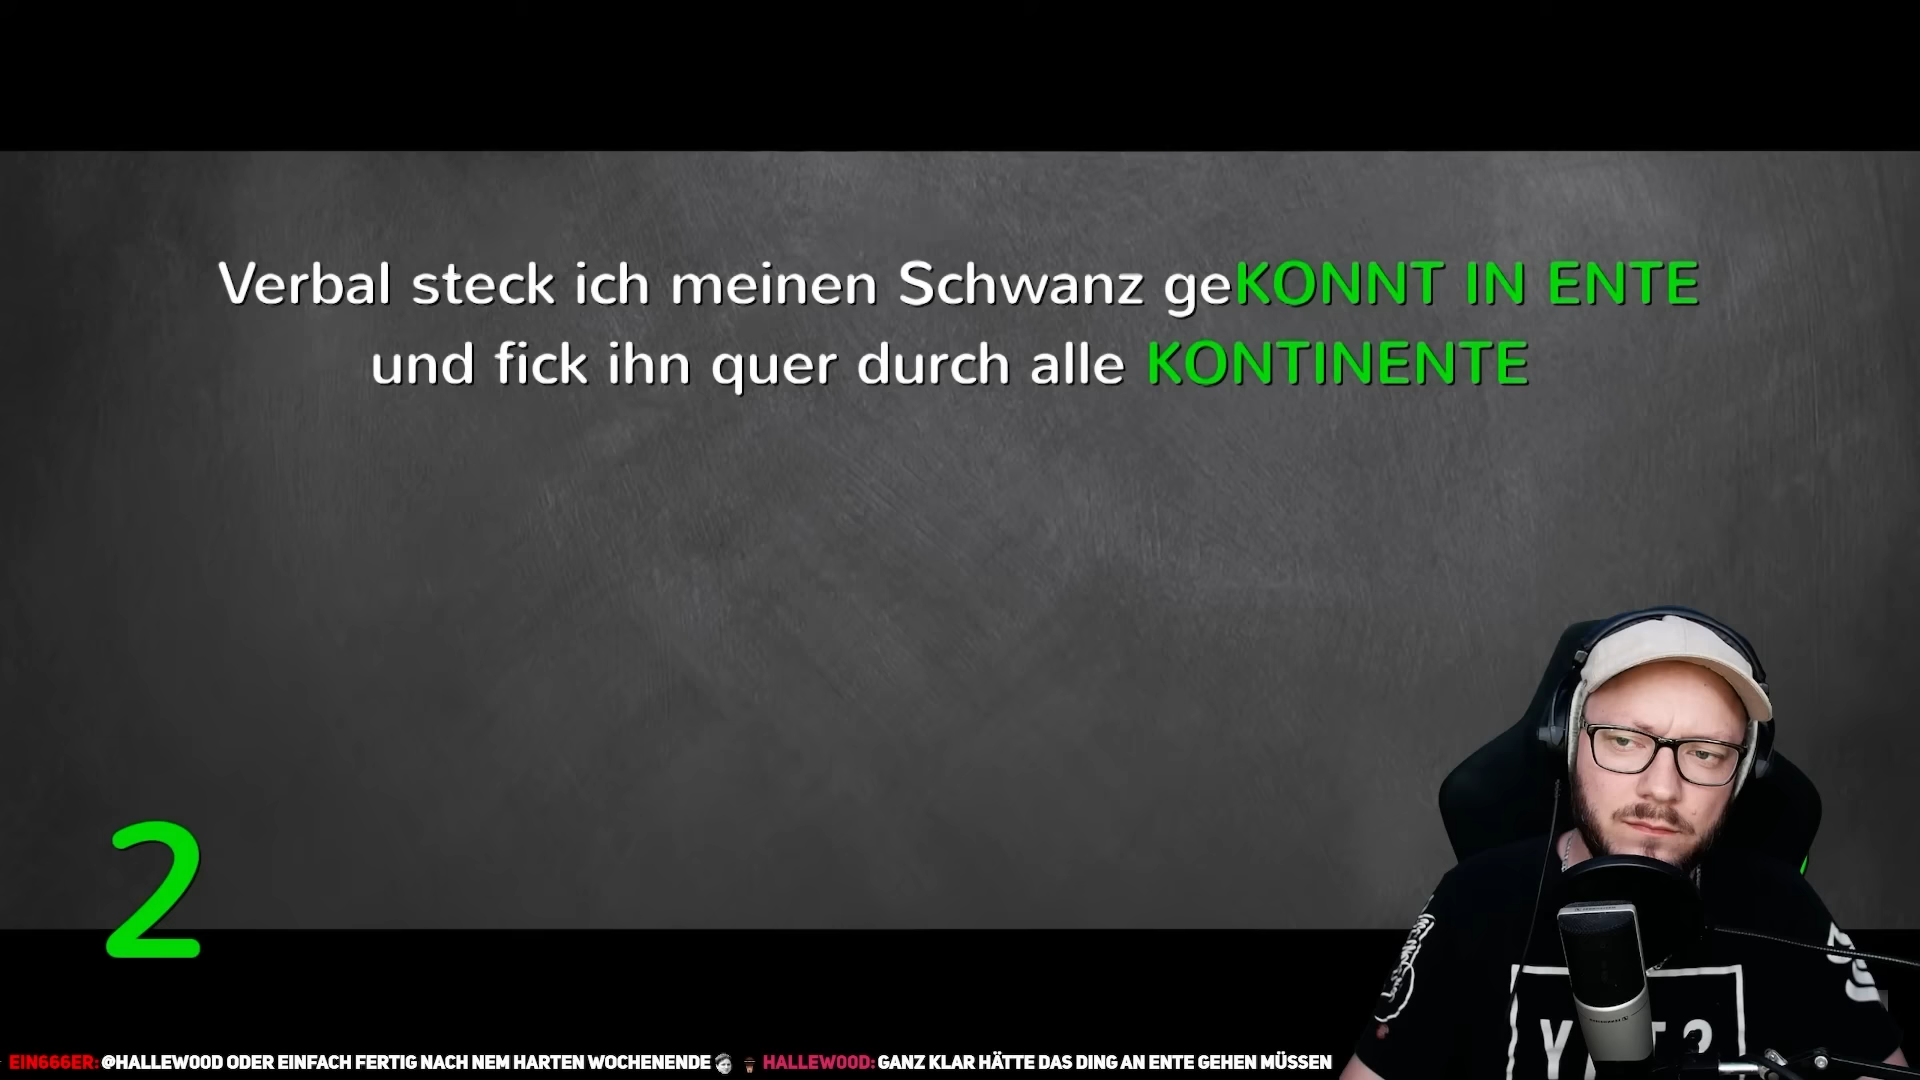 Verbal steck ich meinen Schwanz geKONNT IN ENTE
und fick ihn quer durch alle KONTINENTE
2
EIN666ER: @HALLEWOOD ODER EINFACH FERTIG NACH NEM HARTEN WOCHENENDE HALLEWOOD: GANZ KLAR HÄTTE DAS DING AN ENTE GEHEN MÜSSEN